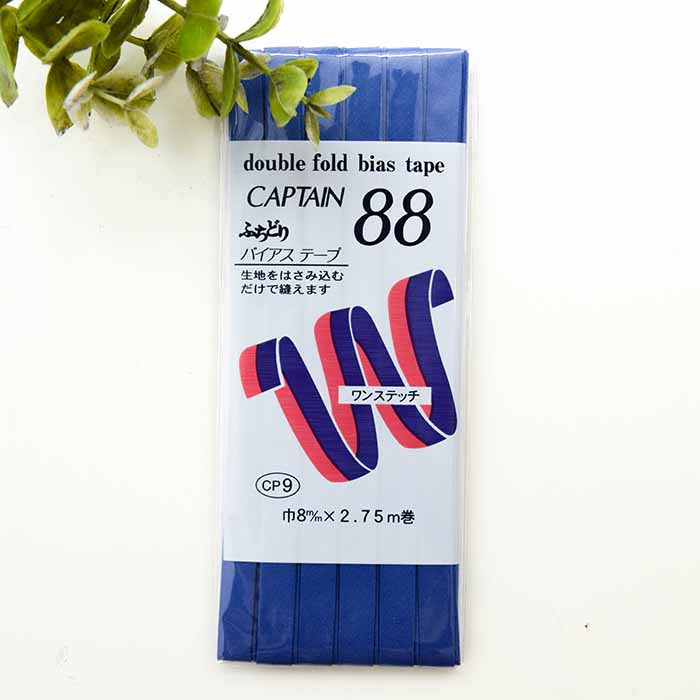 double fold bias tape
CAPTAIN 88
ふちどり
バイアス テープ
生地をはさみ込む
だけで縫えます
ワンステッチ
CP9
巾8m/m×2.75m巻